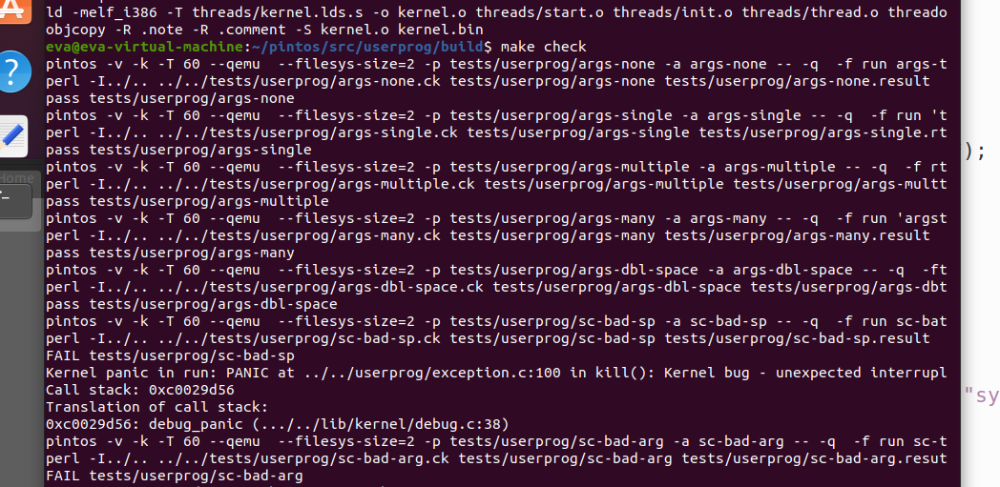 ld -melf_i386 -T threads/kernel.lds.s -o kernel.o threads/start.o threads/init.o threads/thread.o threado
objcopy -R .note -R .comment -S kernel.o kernel.bin
eva@eva-virtual-machine:~/pintos/src/userprog/build$ make check
pintos -v -k -T 60 --qemu  --filesys-size=2 -p tests/userprog/args-none -a args-none -- -q  -f run args-t
perl -I../.. ../../tests/userprog/args-none.ck tests/userprog/args-none tests/userprog/args-none.result
pass tests/userprog/args-none
pintos -v -k -T 60 --qemu  --filesys-size=2 -p tests/userprog/args-single -a args-single -- -q  -f run 't
perl -I../.. ../../tests/userprog/args-single.ck tests/userprog/args-single tests/userprog/args-single.rt
pass tests/userprog/args-single
pintos -v -k -T 60 --qemu  --filesys-size=2 -p tests/userprog/args-multiple -a args-multiple -- -q  -f rt
perl -I../.. ../../tests/userprog/args-multiple.ck tests/userprog/args-multiple tests/userprog/args-multt
pass tests/userprog/args-multiple
pintos -v -k -T 60 --qemu  --filesys-size=2 -p tests/userprog/args-many -a args-many -- -q  -f run 'argst
perl -I../.. ../../tests/userprog/args-many.ck tests/userprog/args-many tests/userprog/args-many.result
pass tests/userprog/args-many
pintos -v -k -T 60 --qemu  --filesys-size=2 -p tests/userprog/args-dbl-space -a args-dbl-space -- -q  -ft
perl -I../.. ../../tests/userprog/args-dbl-space.ck tests/userprog/args-dbl-space tests/userprog/args-dbt
pass tests/userprog/args-dbl-space
pintos -v -k -T 60 --qemu  --filesys-size=2 -p tests/userprog/sc-bad-sp -a sc-bad-sp -- -q  -f run sc-bat
perl -I../.. ../../tests/userprog/sc-bad-sp.ck tests/userprog/sc-bad-sp tests/userprog/sc-bad-sp.result
FAIL tests/userprog/sc-bad-sp
Kernel panic in run: PANIC at ../../userprog/exception.c:100 in kill(): Kernel bug - unexpected interrupl
Call stack: 0xc0029d56
Translation of call stack:
0xc0029d56: debug_panic (.../../lib/kernel/debug.c:38)
pintos -v -k -T 60 --qemu  --filesys-size=2 -p tests/userprog/sc-bad-arg -a sc-bad-arg -- -q  -f run sc-t
perl -I../.. ../../tests/userprog/sc-bad-arg.ck tests/userprog/sc-bad-arg tests/userprog/sc-bad-arg.resut
FAIL tests/userprog/sc-bad-arg
Home
);
"sy